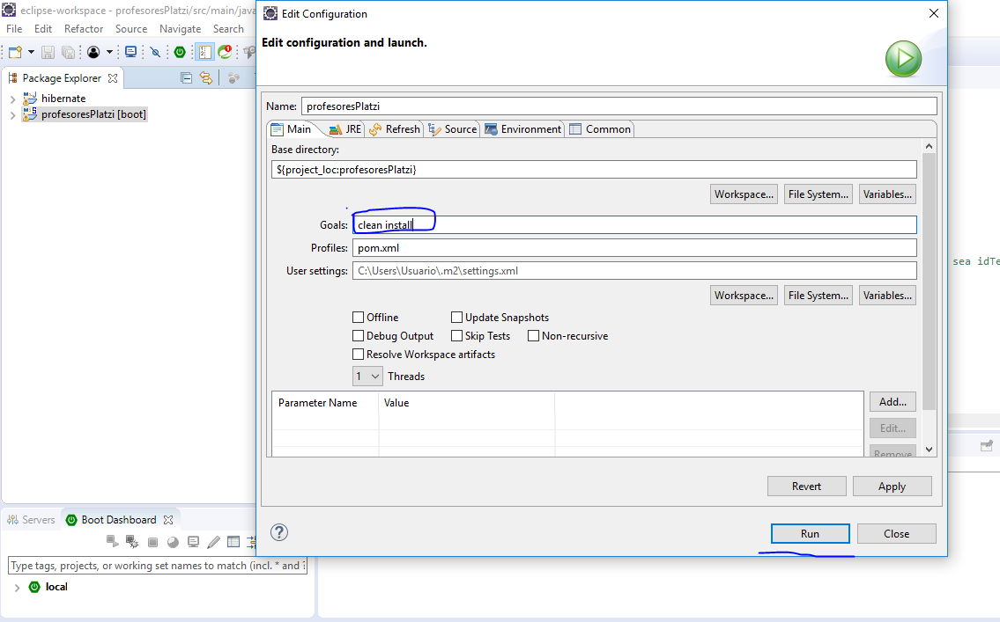 eclipse-workspace - profesoresPlatzi/src/main/java
File Edit Refactor Source Navigate Search
Package Explorer
hibernate
profesoresPlatzi [boot]
Edit Configuration
Edit configuration and launch.
Name: profesoresPlatzi
Main JRE Refresh Source Environment Common
Base directory:
${project_loc:profesoresPlatzi}
Workspace... File System... Variables...
Goals: clean install
Profiles: pom.xml
User settings: C:\Users\Usuario\.m2\settings.xml
Workspace... File System... Variables...
Offline Update Snapshots
Debug Output Skip Tests Non-recursive
Resolve Workspace artifacts
1 Threads
Parameter Name Value
Add...
Edit...
Remove
Revert Apply
Run Close
sea idTe
Servers Boot Dashboard
Type tags, projects, or working set names to match (incl. * and ?
local